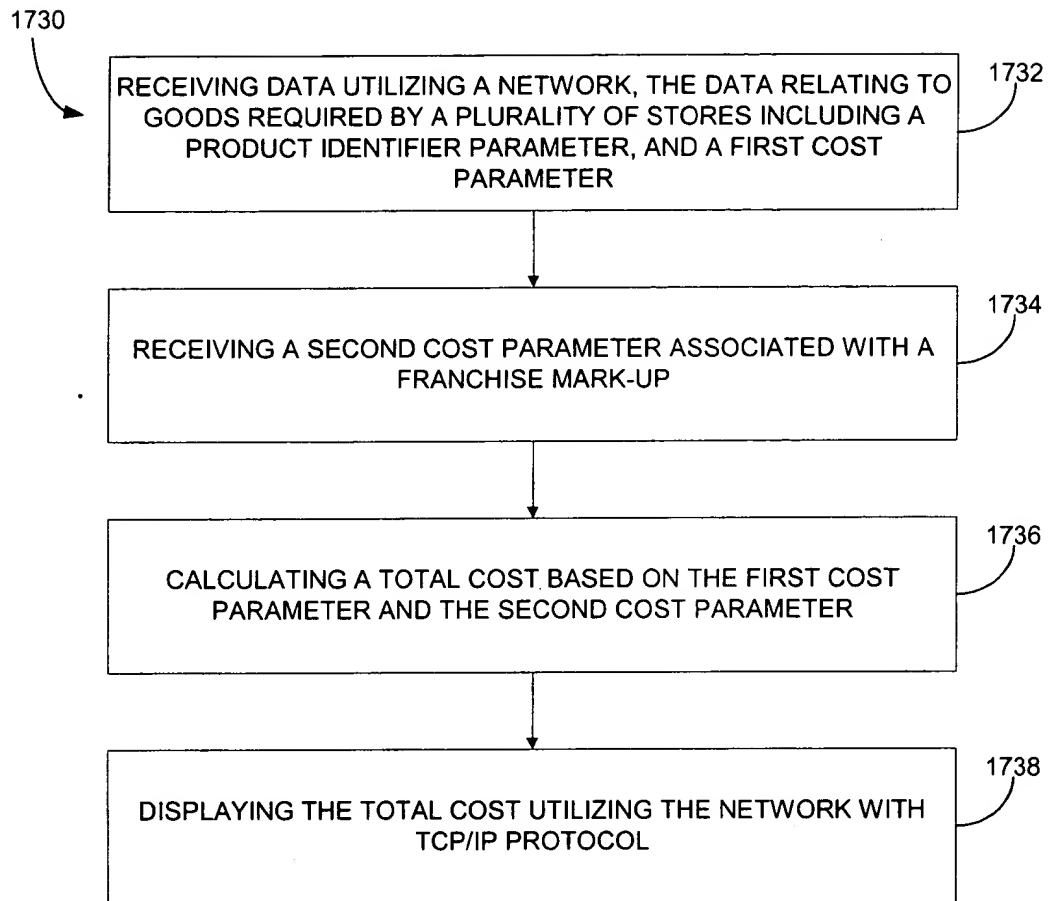 1730
RECEIVING DATA UTILIZING A NETWORK, THE DATA RELATING TO
GOODS REQUIRED BY A PLURALITY OF STORES INCLUDING A
PRODUCT IDENTIFIER PARAMETER, AND A FIRST COST
PARAMETER
1732
RECEIVING A SECOND COST PARAMETER ASSOCIATED WITH A
FRANCHISE MARK-UP
1734
CALCULATING A TOTAL COST BASED ON THE FIRST COST
PARAMETER AND THE SECOND COST PARAMETER
1736
DISPLAYING THE TOTAL COST UTILIZING THE NETWORK WITH
TCP/IP PROTOCOL
1738